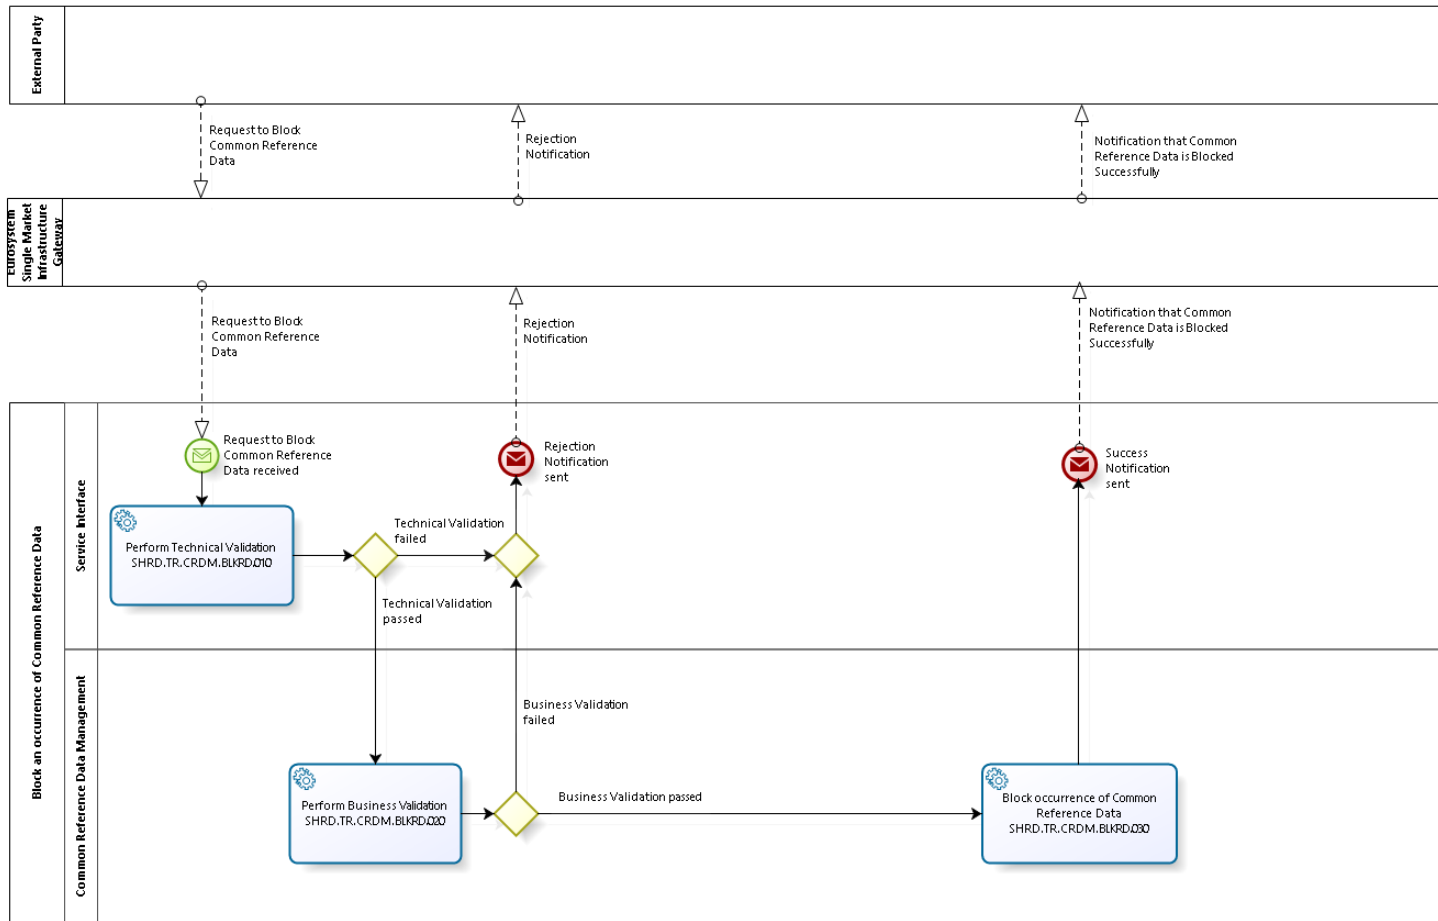 External Party
Request to Block
Common Reference
Data
Rejection
Notification
Notification that Common
Reference Data is Blocked
Successfully
Eurosystem
Single Market
Infrastructure
Gateway
Request to Block
Common Reference
Data
Rejection
Notification
Notification that Common
Reference Data is Blocked
Successfully
Block an occurrence of Common Reference Data
Service Interface
Request to Block
Common Reference
Data received
Rejection
Notification
sent
Success
Notification
sent
Perform Technical Validation
SHRD.TR.CRDM.BLKRD.010
Technical Validation
failed
Technical Validation
passed
Common Reference Data Management
Business Validation
failed
Perform Business Validation
SHRD.TR.CRDM.BLKRD.020
Business Validation passed
Block occurrence of Common
Reference Data
SHRD.TR.CRDM.BLKRD.030